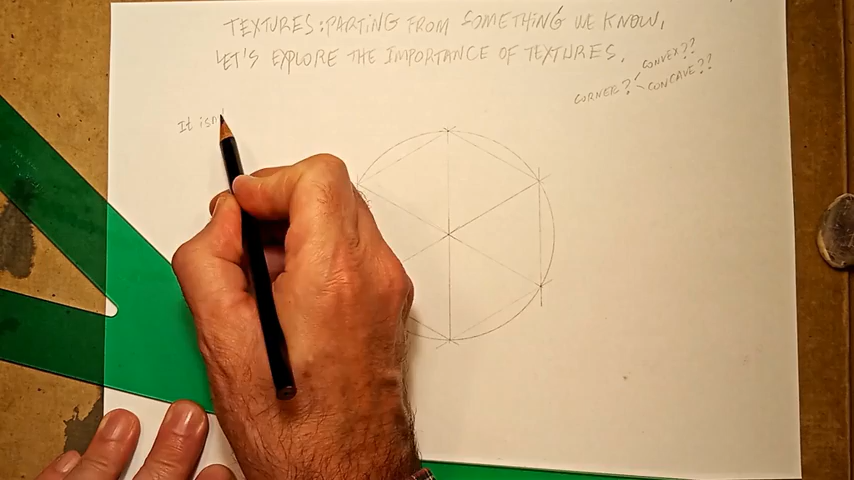 TEXTURES: PARTING FROM SOMETHING WE KNOW,
LET'S EXPLORE THE IMPORTANCE OF TEXTURES.
CONVEX??
CORNER?
CONCAVE??
It isn